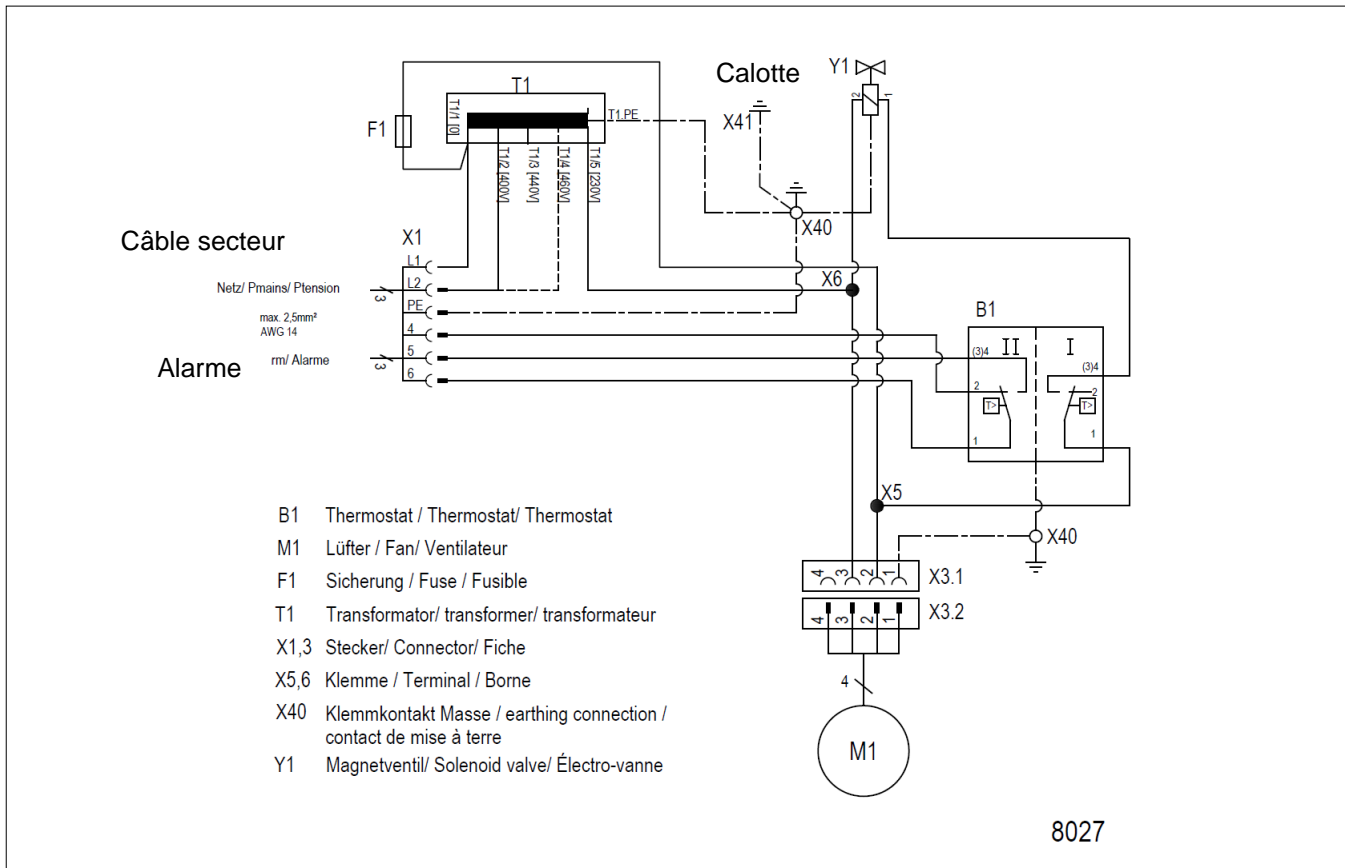 T1
Calotte
Y1
2
1
T1/1 [0]
T1.PE
X41
F1
T1/2 [400V]
T1/3 [440V]
T1/4 [460V]
T1/5 [230V]
X40
Câble secteur
X1
L1
X6
Netz/ Pmains/ Ptension
3
L2
B1
max. 2,5mm²
AWG 14
PE
4
II
I
Alarme
rm/ Alarme
3
5
(3)4
(3)4
6
2
2
T>
T>
1
1
X5
B1 Thermostat / Thermostat/ Thermostat
M1 Lüfter / Fan/ Ventilateur
X40
F1 Sicherung / Fuse / Fusible
4 3 2 1
X3.1
T1 Transformator/ transformer/ transformateur
4 3 2 1
X3.2
X1,3 Stecker/ Connector/ Fiche
X5,6 Klemme / Terminal / Borne
4
X40 Klemmkontakt Masse / earthing connection /
contact de mise à terre
M1
Y1 Magnetventil/ Solenoid valve/ Électro-vanne
8027